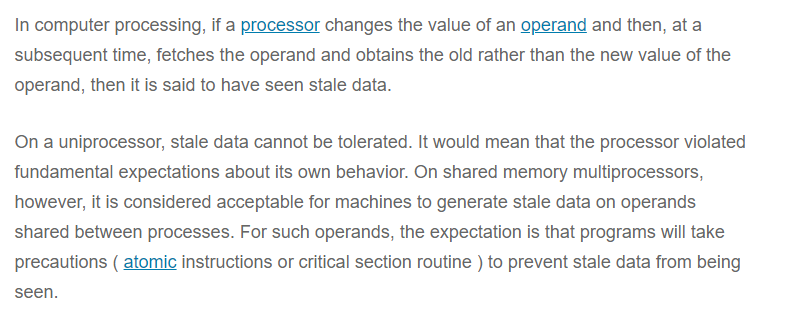 In computer processing, if a processor changes the value of an operand and then, at a
subsequent time, fetches the operand and obtains the old rather than the new value of the
operand, then it is said to have seen stale data.
On a uniprocessor, stale data cannot be tolerated. It would mean that the processor violated
fundamental expectations about its own behavior. On shared memory multiprocessors,
however, it is considered acceptable for machines to generate stale data on operands
shared between processes. For such operands, the expectation is that programs will take
precautions ( atomic instructions or critical section routine ) to prevent stale data from being
seen.